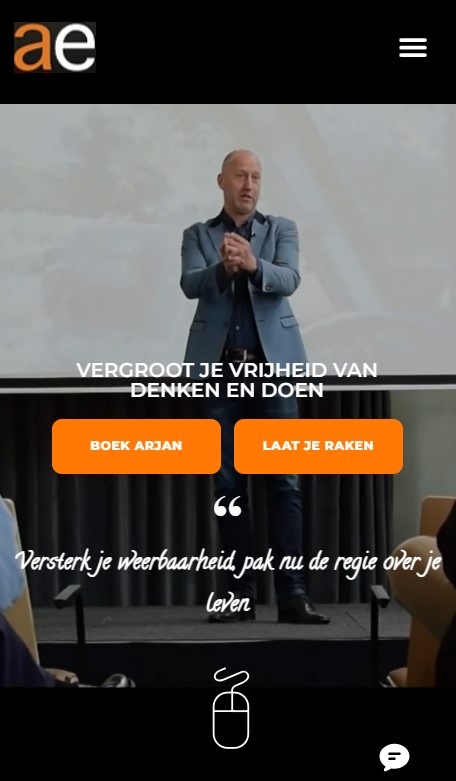 ae
VERGROOT JE VRIJHEID VAN
DENKEN EN DOEN
BOEK ARJAN
LAAT JE RAKEN
“
Versterk je weerbaarheid, pak nu de regie over je
leven